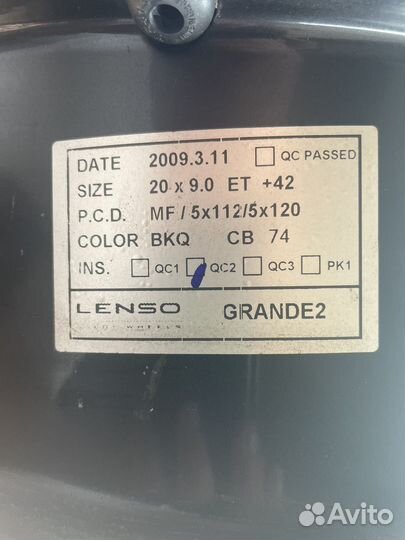 DATE 2009.3.11 QC PASSED
SIZE 20 x 9.0 ET +42
P.C.D. MF / 5x112/5x120
COLOR BKQ CB 74
INS. QC1 QC2 QC3 PK1
LENSO GRANDE2
WHEELS
Avito